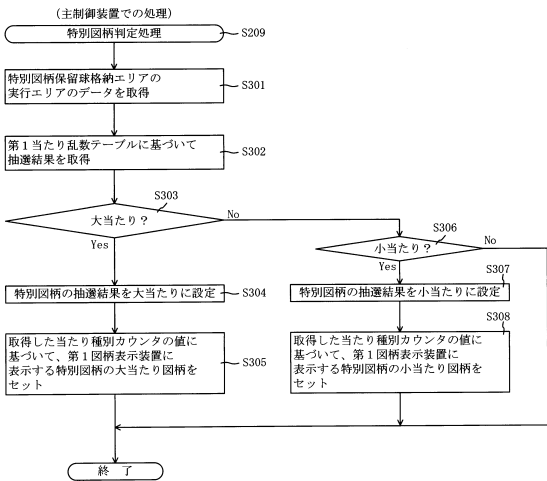 (主制御装置での処理)
特別図柄判定処理
S209
特別図柄保留球格納エリアの
実行エリアのデータを取得
S301
第1当たり乱数テーブルに基づいて
抽選結果を取得
S302
大当たり?
S303
No
Yes
小当たり?
S306
No
Yes
特別図柄の抽選結果を大当たりに設定
S304
特別図柄の抽選結果を小当たりに設定
S307
取得した当たり種別カウンタの値に
基づいて、第1図柄表示装置に
表示する特別図柄の大当たり図柄を
セット
S305
取得した当たり種別カウンタの値に
基づいて、第1図柄表示装置に
表示する特別図柄の小当たり図柄を
セット
S308
終 了